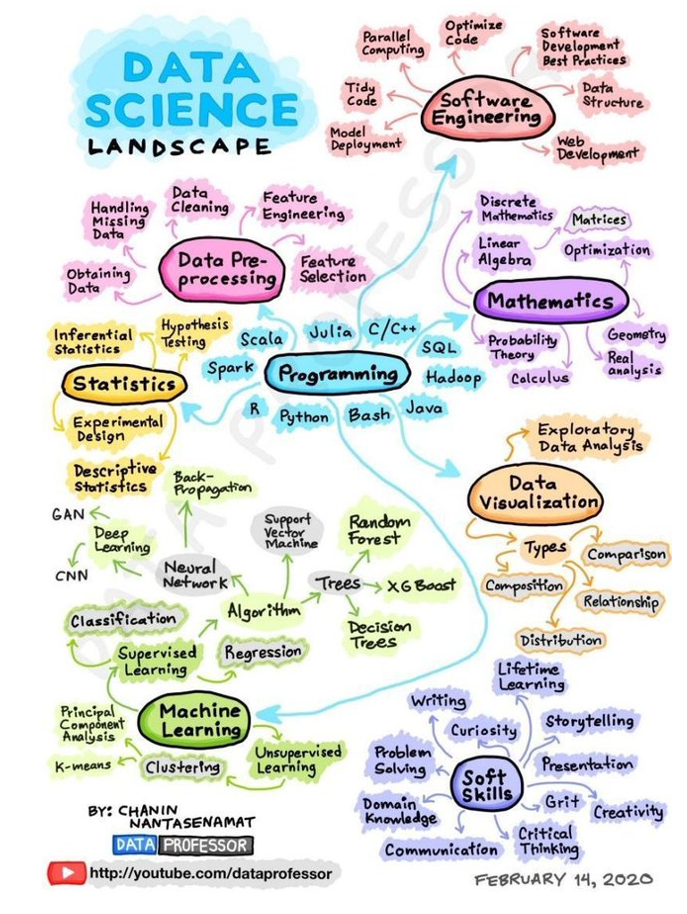 DATA
SCIENCE
LANDSCAPE
Parallel
Computing
Optimize
Code
Software
Development
Best Practices
Tidy
Code
Software
Engineering
Data
Structure
Model
Deployment
Web
Development
Handling
Missing
Data
Data
Cleaning
Feature
Engineering
Data Pre-
processing
Obtaining
Data
Feature
Selection
Discrete
Mathematics
Matrices
Linear
Algebra
Optimization
Mathematics
Probability
Theory
Calculus
Geometry
Real
analysis
Inferential
Statistics
Hypothesis
Testing
Statistics
Experimental
Design
Descriptive
Statistics
Scala
Julia
C/C++
SQL
Spark
Programming
Hadoop
R
Python
Bash
Java
Exploratory
Data Analysis
Data
Visualization
Types
Comparison
Composition
Relationship
Distribution
Back-
Propagation
GAN
Deep
Learning
CNN
Neural
Network
Support
Vector
Machine
Random
Forest
Trees
XG Boost
Algorithm
Decision
Trees
Classification
Supervised
Learning
Regression
Machine
Learning
Principal
Component
Analysis
K-means
Clustering
Unsupervised
Learning
Lifetime
Learning
Writing
Curiosity
Storytelling
Problem
Solving
Soft
Skills
Presentation
Domain
Knowledge
Grit
Creativity
Communication
Critical
Thinking
BY: CHANIN
NANTASENAMAT
DATA PROFESSOR
http://youtube.com/dataprofessor
FEBRUARY 14, 2020
DATA PROFESSOR